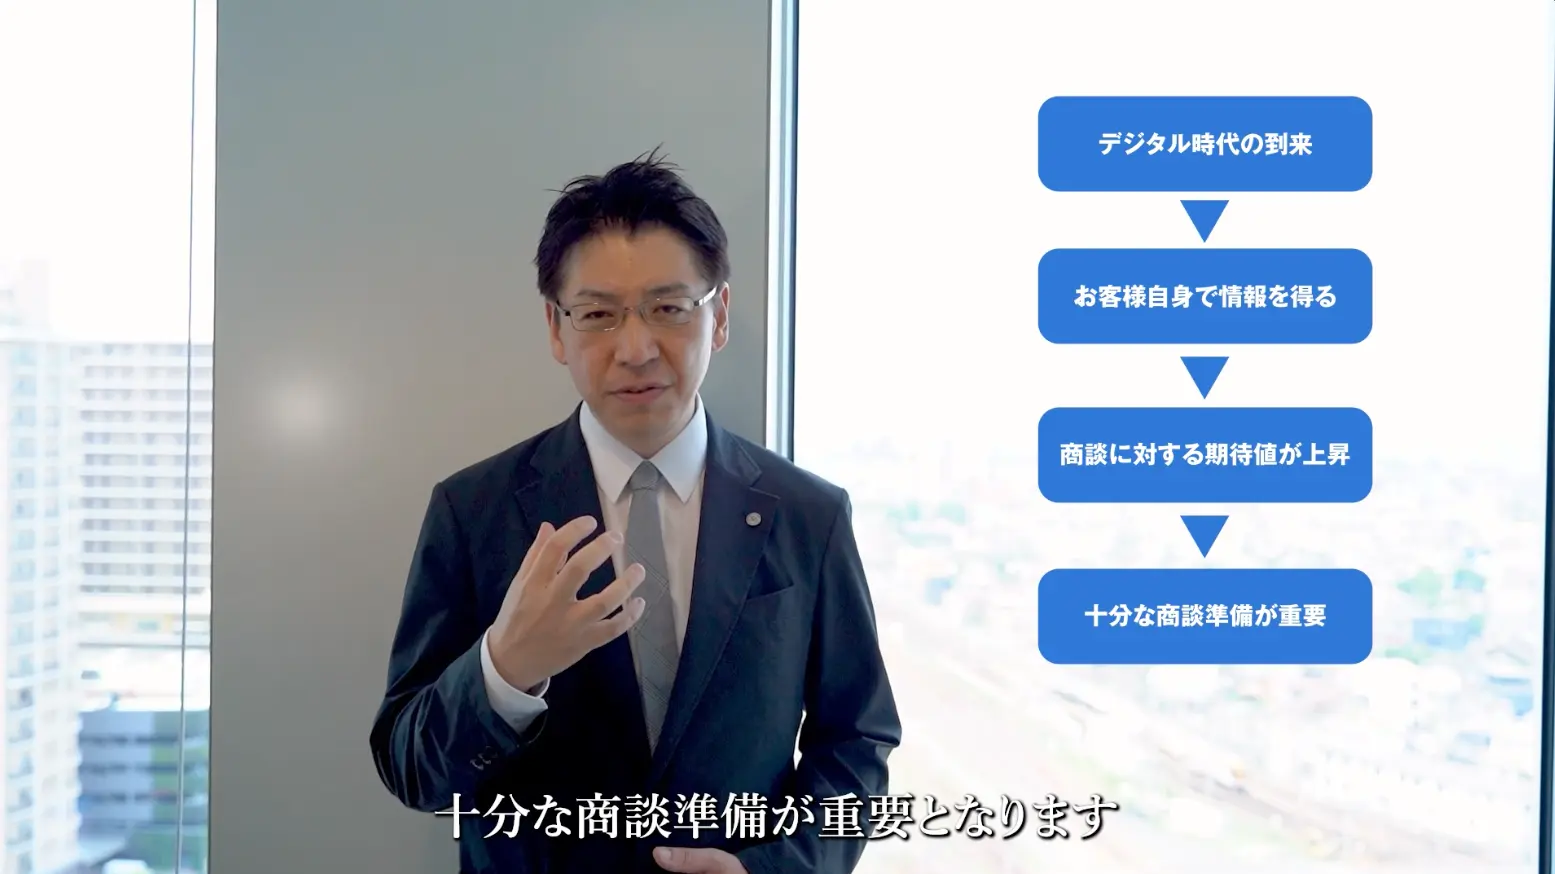 デジタル時代の到来
お客様自身で情報を得る
商談に対する期待値が上昇
十分な商談準備が重要
十分な商談準備が重要となります